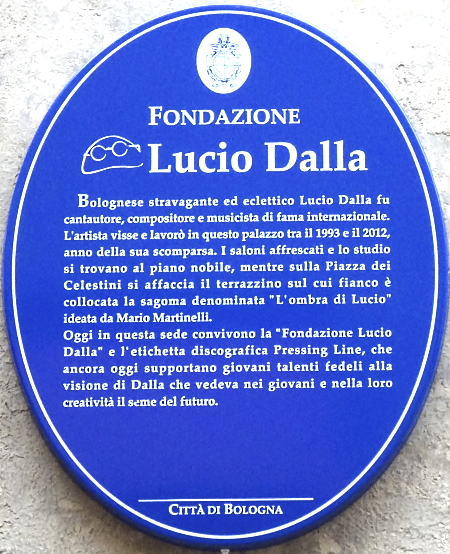 FONDAZIONE
Lucio Dalla
Bolognese stravagante ed eclettico Lucio Dalla fu
cantautore, compositore e musicista di fama internazionale.
L'artista visse e lavorò in questo palazzo tra il 1993 e il 2012,
anno della sua scomparsa. I saloni affrescati e lo studio
si trovano al piano nobile, mentre sulla Piazza dei
Celestini si affaccia il terrazzino sul cui fianco è
collocata la sagoma denominata "L'ombra di Lucio"
ideata da Mario Martinelli.
Oggi in questa sede convivono la "Fondazione Lucio
Dalla" e l'etichetta discografica Pressing Line, che
ancora oggi supportano giovani talenti fedeli alla
visione di Dalla che vedeva nei giovani e nella loro
creatività il seme del futuro.
CITTÀ DI BOLOGNA